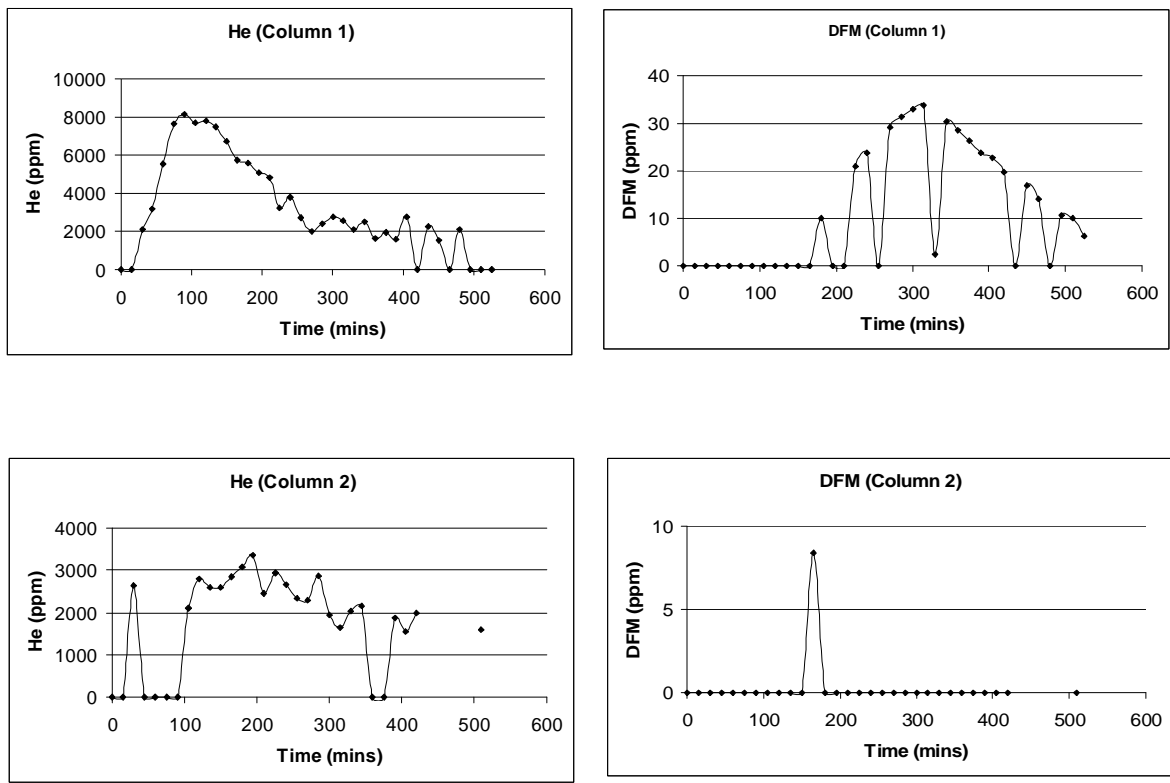 He (Column 1)
10000
8000
6000
4000
2000
0
He (ppm)
0 100 200 300 400 500 600
Time (mins)
DFM (Column 1)
40
30
20
10
0
DFM (ppm)
0 100 200 300 400 500 600
Time (mins)
He (Column 2)
4000
3000
2000
1000
0
He (ppm)
0 100 200 300 400 500 600
Time (mins)
DFM (Column 2)
10
5
0
DFM (ppm)
0 100 200 300 400 500 600
Time (mins)